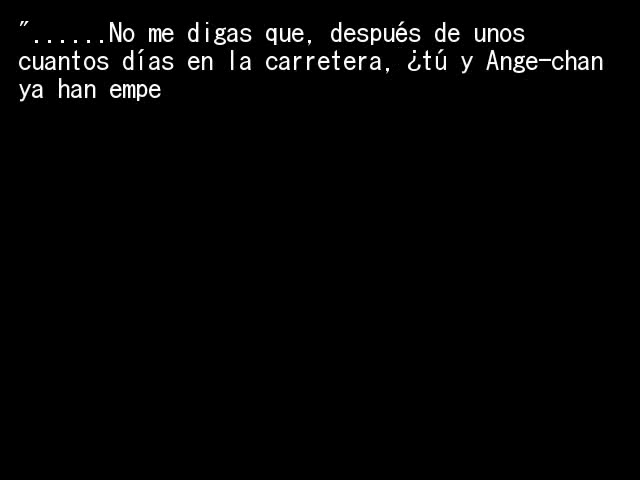 "......No me digas que, después de unos
cuantos días en la carretera, ¿tú y Ange-chan
ya han empe